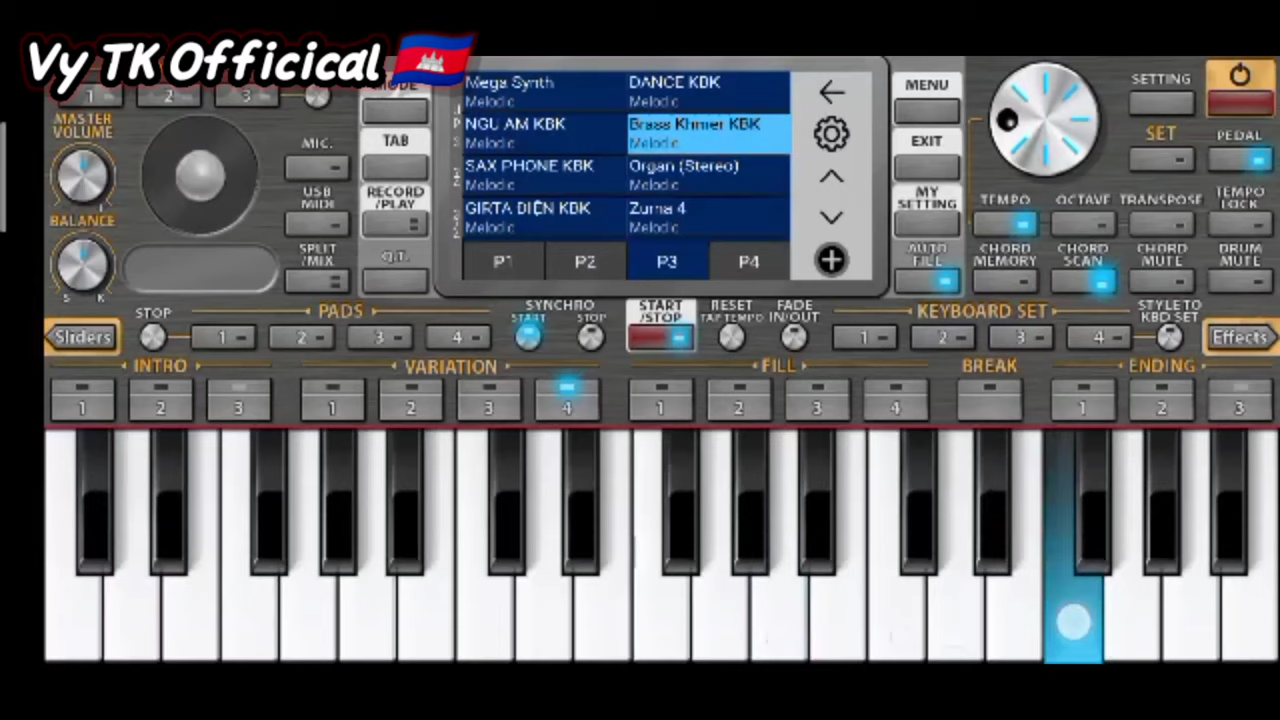 Vy TK Officical
1 2 3
MASTER
VOLUME
BALANCE
S K
MIC.
USB
MIDI
SPLIT
/MIX
MODE
TAB
RECORD
/PLAY
Q.T.
Mega Synth
Melodic
DANCE KBK
Melodic
NGU AM KBK
Melodic
Brass Khmer KBK
Melodic
SAX PHONE KBK
Melodic
Organ (Stereo)
Melodic
GIRTA ĐIỆN KBK
Melodic
Zurna 4
Melodic
P1 P2 P3 P4
MENU
EXIT
MY
SETTING
AUTO
FILL
SETTING
SET
PEDAL
TEMPO OCTAVE TRANSPOSE TEMPO
LOCK
CHORD
MEMORY
CHORD
SCAN
CHORD
MUTE
DRUM
MUTE
Sliders
STOP
PADS
1 2 3 4
SYNCHRO
START STOP
START
/STOP
RESET
TAP TEMPO
FADE
IN/OUT
KEYBOARD SET
1 2 3 4
STYLE TO
KBD SET
Effects
INTRO VARIATION FILL BREAK ENDING
1 2 3 1 2 3 4 1 2 3 4 1 2 3